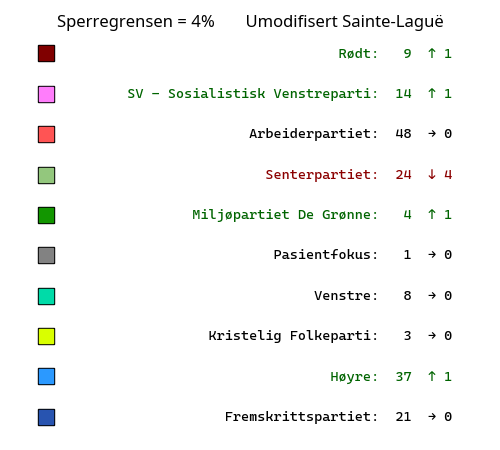 Sperregrensen = 4% Umodifisert Sainte-Laguë
Rødt: 9 ↑ 1
SV − Sosialistisk Venstreparti: 14 ↑ 1
Arbeiderpartiet: 48 → 0
Senterpartiet: 24 ↓ 4
Miljøpartiet De Grønne: 4 ↑ 1
Pasientfokus: 1 → 0
Venstre: 8 → 0
Kristelig Folkeparti: 3 → 0
Høyre: 37 ↑ 1
Fremskrittspartiet: 21 → 0